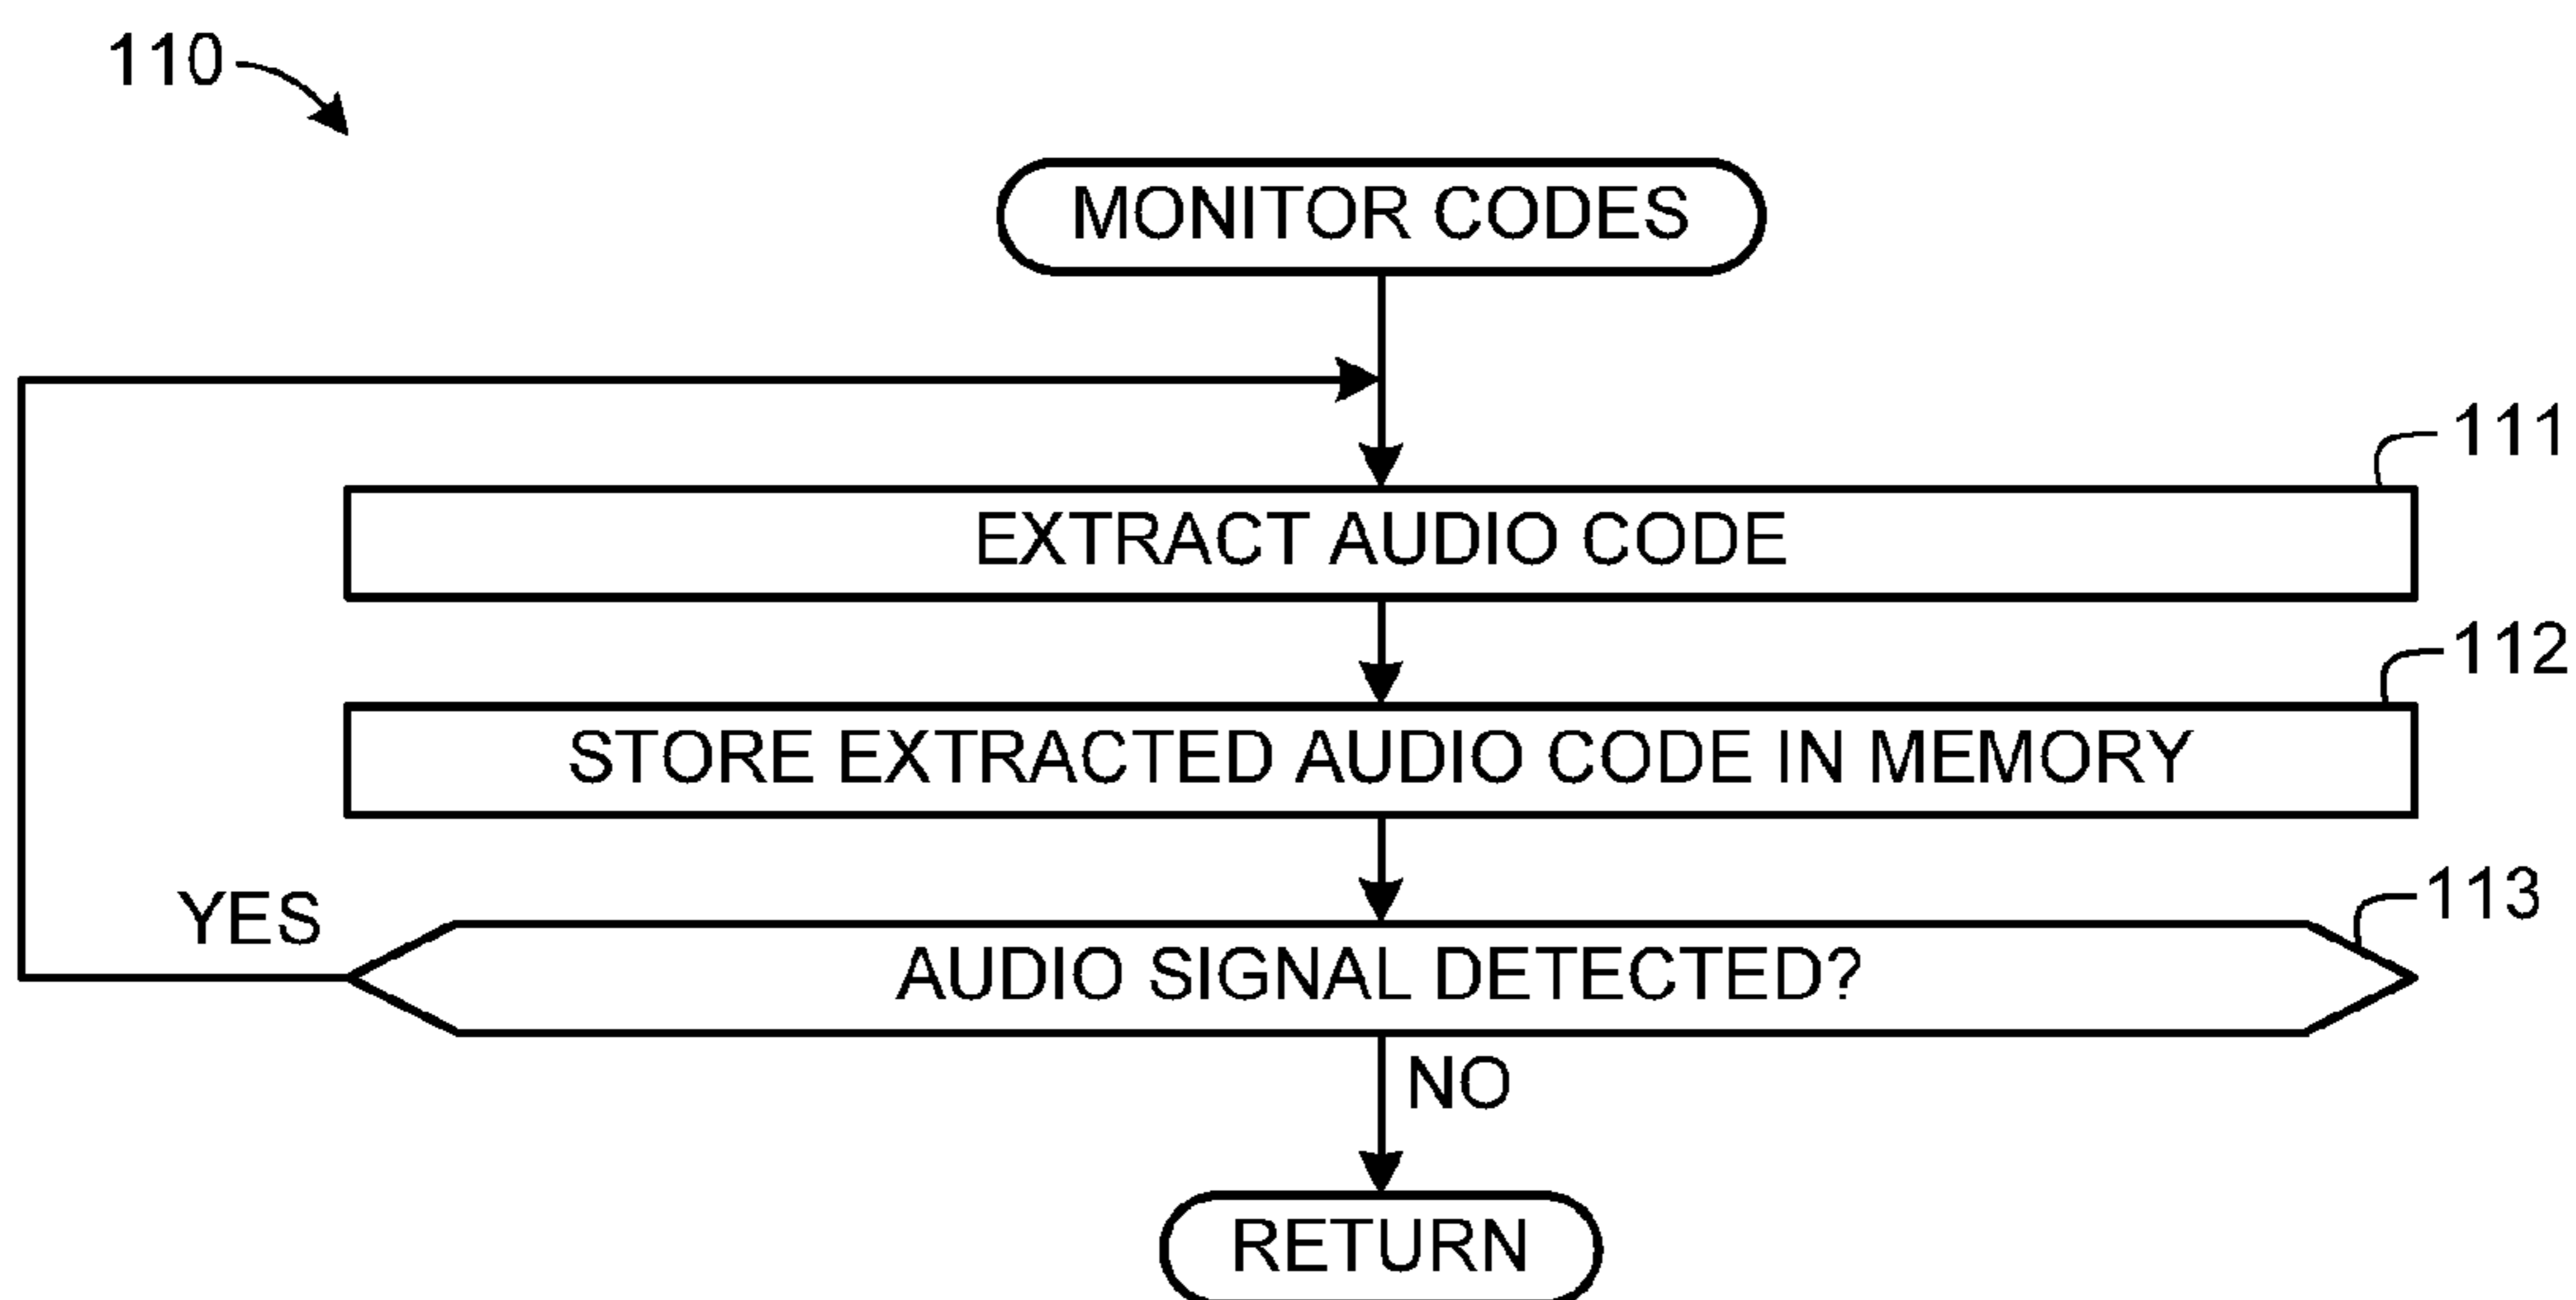 110
MONITOR CODES
111
EXTRACT AUDIO CODE
112
STORE EXTRACTED AUDIO CODE IN MEMORY
113
YES
AUDIO SIGNAL DETECTED?
NO
RETURN